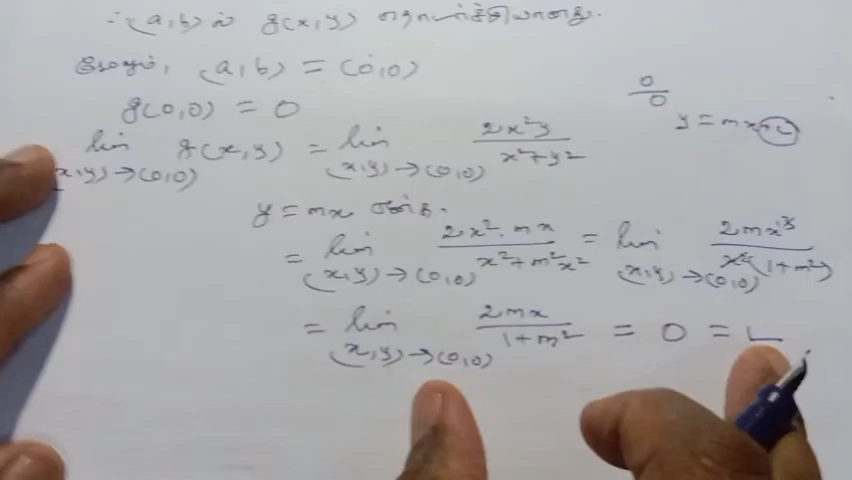 ∴ (a,b) ல் g(x,y) தொடர்ச்சியானது.
மேலும், (a,b) = (0,0)
g(0,0) = 0
0/0
y = mx + c
lim (x,y)→(0,0) g(x,y) = lim (x,y)→(0,0) 2x²y / x²+y²
y = mx என்க.
= lim (x,y)→(0,0) 2x²·mx / x²+m²x² = lim (x,y)→(0,0) 2mx³ / x²(1+m²)
= lim (x,y)→(0,0) 2mx / 1+m² = 0 = L